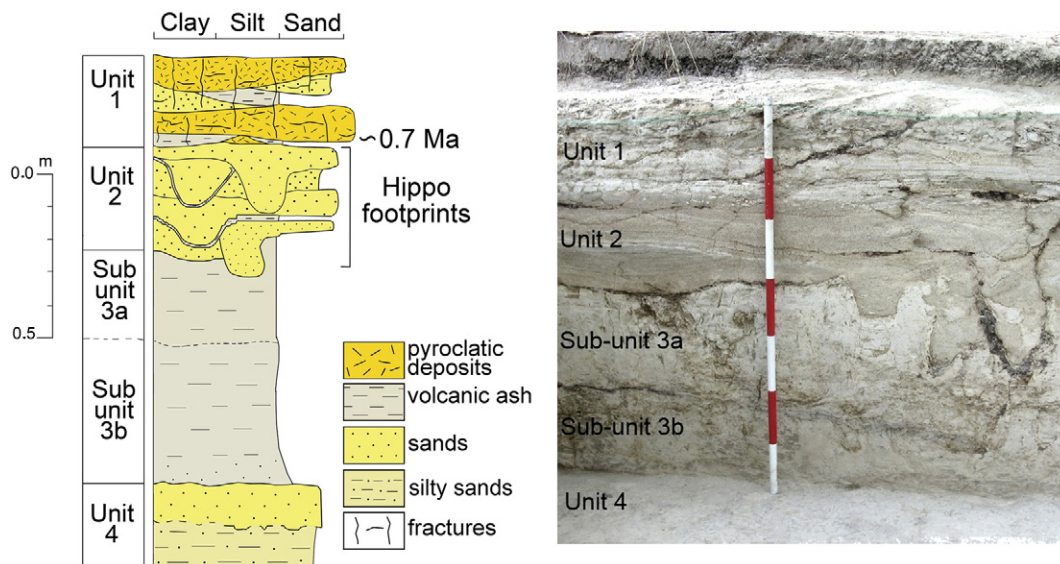 Clay Silt Sand
Unit
1
~0.7 Ma
m
0.0
Unit
2
Hippo
footprints
Sub
unit
3a
0.5
Sub
unit
3b
Unit
4
pyroclatic
deposits
volcanic ash
sands
silty sands
fractures
Unit 1
Unit 2
Sub-unit 3a
Sub-unit 3b
Unit 4